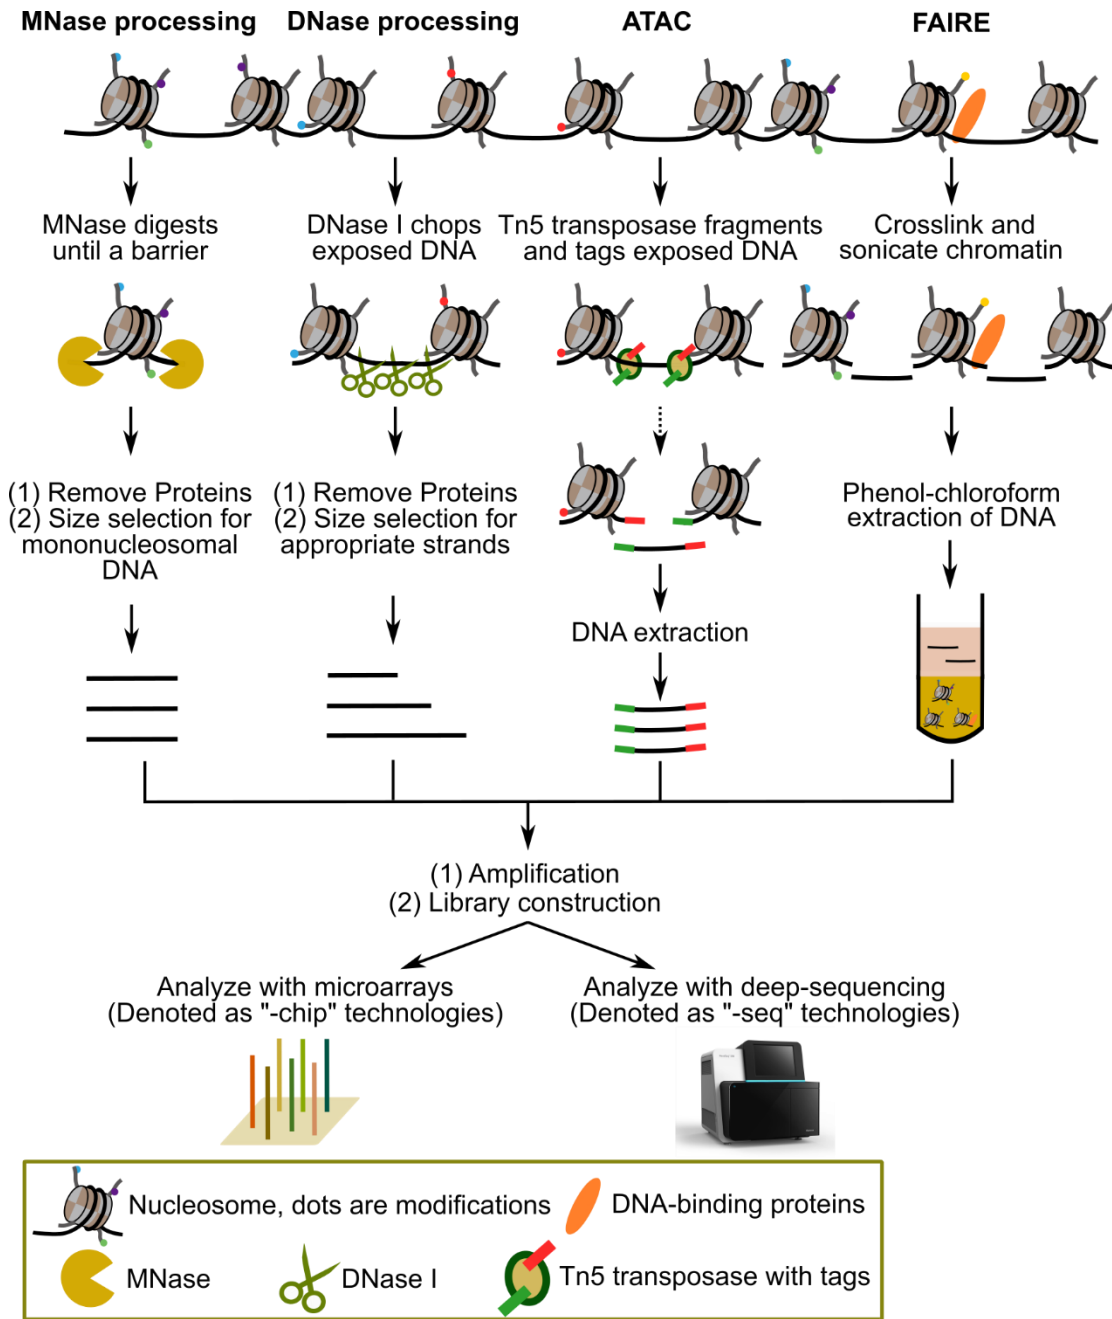 MNase processing
DNase processing
ATAC
FAIRE
MNase digests
until a barrier
DNase I chops
exposed DNA
Tn5 transposase fragments
and tags exposed DNA
Crosslink and
sonicate chromatin
(1) Remove Proteins
(2) Size selection for
mononucleosomal
DNA
(1) Remove Proteins
(2) Size selection for
appropriate strands
Phenol-chloroform
extraction of DNA
DNA extraction
(1) Amplification
(2) Library construction
Analyze with microarrays
(Denoted as "-chip" technologies)
Analyze with deep-sequencing
(Denoted as "-seq" technologies)
Nucleosome, dots are modifications
DNA-binding proteins
MNase
DNase I
Tn5 transposase with tags